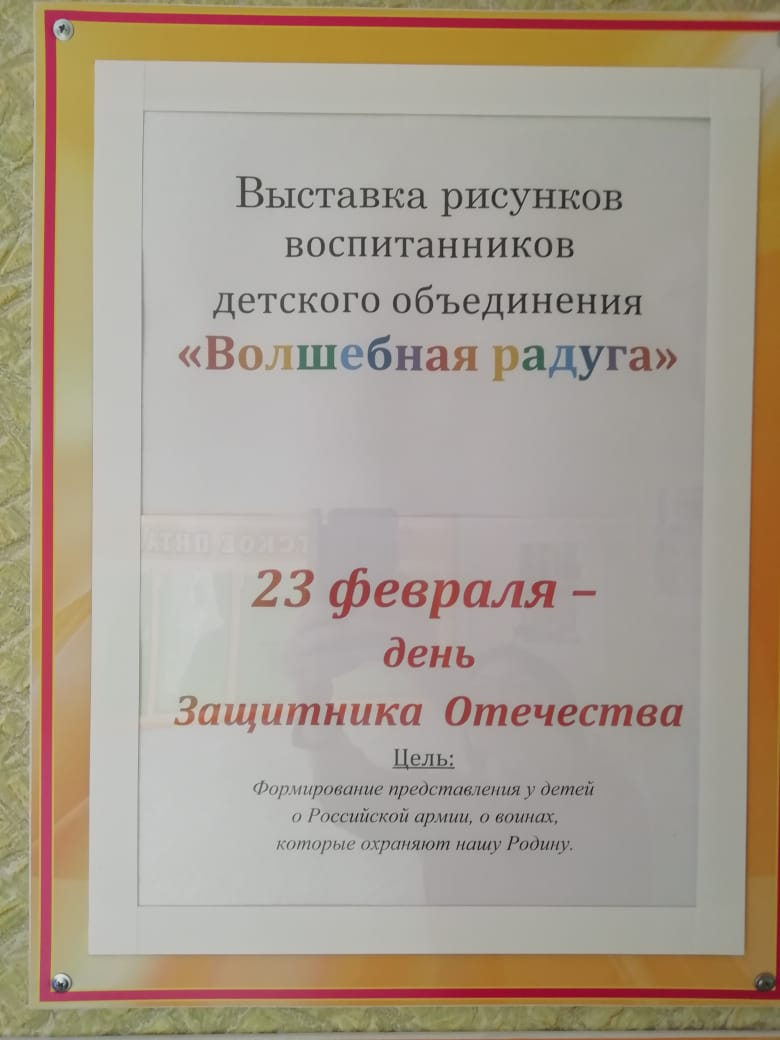 Выставка рисунков
воспитанников
детского объединения
«Волшебная радуга»
23 февраля –
день
Защитника Отечества
Цель:
Формирование представления у детей
о Российской армии, о воинах,
которые охраняют нашу Родину.